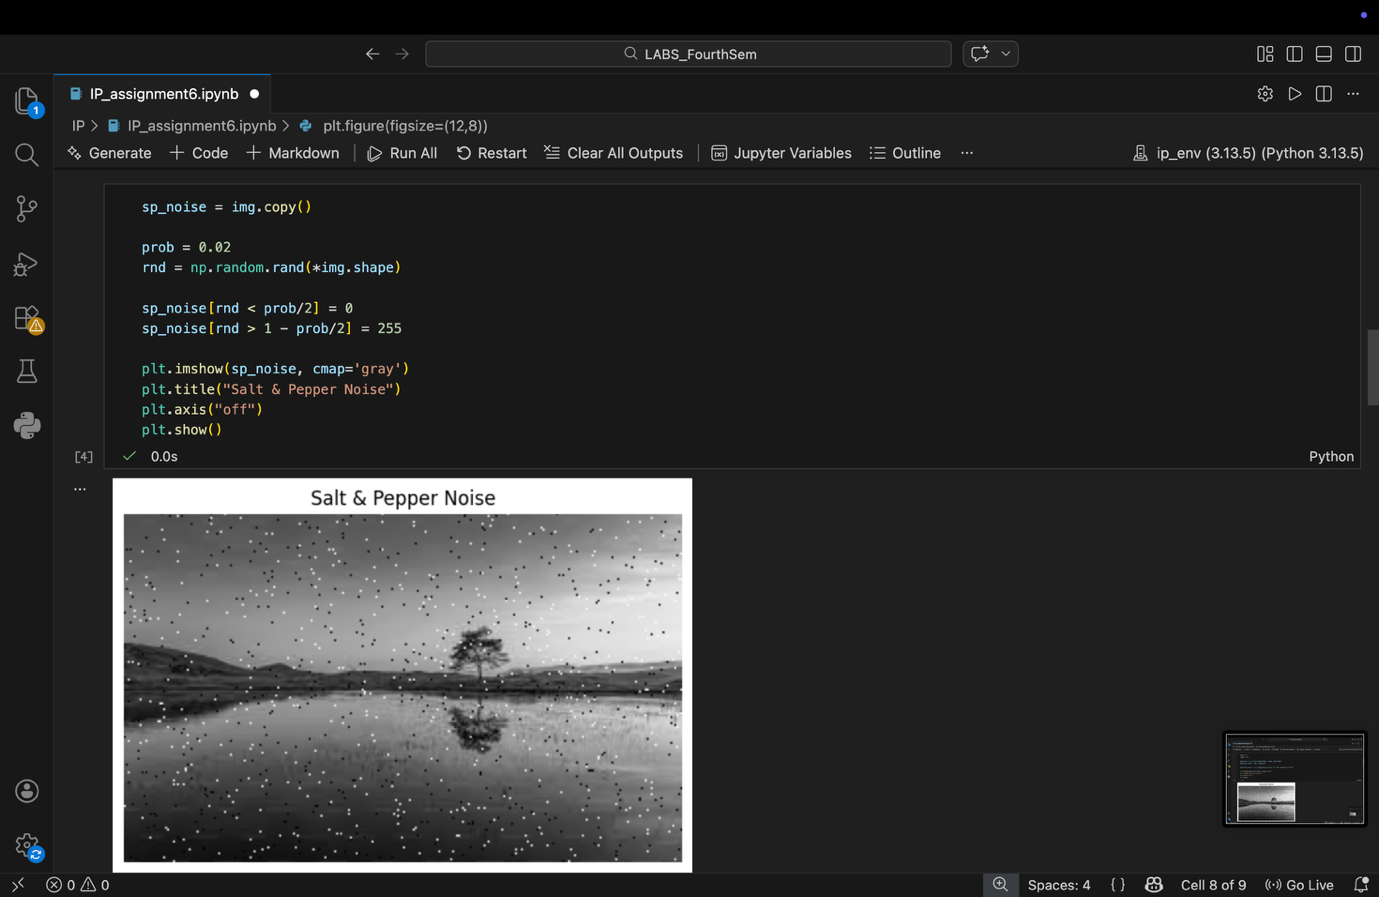 LABS_FourthSem
IP_assignment6.ipynb
1
IP > IP_assignment6.ipynb > plt.figure(figsize=(12,8))
Generate + Code + Markdown | Run All Restart Clear All Outputs | Jupyter Variables Outline ... ip_env (3.13.5) (Python 3.13.5)
sp_noise = img.copy()
prob = 0.02
rnd = np.random.rand(*img.shape)
sp_noise[rnd < prob/2] = 0
sp_noise[rnd > 1 - prob/2] = 255
plt.imshow(sp_noise, cmap='gray')
plt.title("Salt & Pepper Noise")
plt.axis("off")
plt.show()
[4] 0.0s Python
...
Salt & Pepper Noise
0 0 Spaces: 4 {} Cell 8 of 9 Go Live